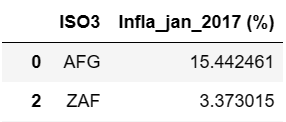 ISO3 Infla_jan_2017 (%)
0 AFG 15.442461
2 ZAF 3.373015